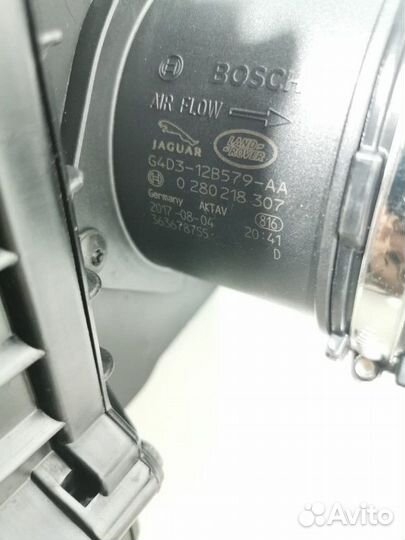 BOSCH
AIR FLOW
JAGUAR
LAND-
-ROVER
G4D3-12B579-AA
0 280 218 307
Germany AKTAV 816
2017-08-04 20:41
D
Avito